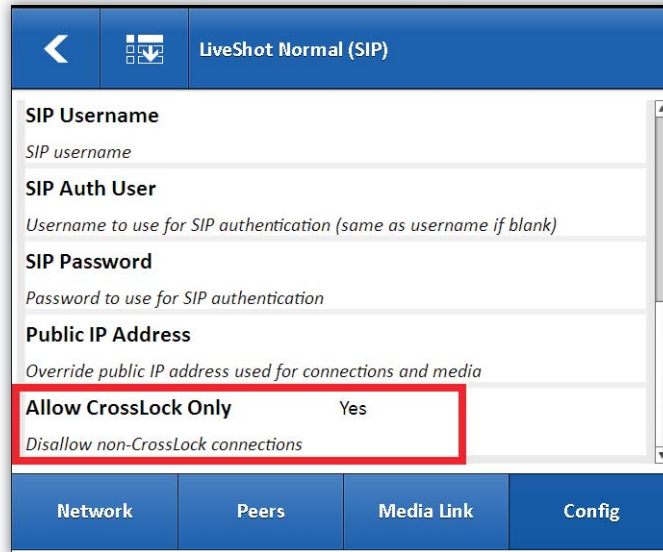 LiveShot Normal (SIP)
SIP Username
SIP username
SIP Auth User
Username to use for SIP authentication (same as username if blank)
SIP Password
Password to use for SIP authentication
Public IP Address
Override public IP address used for connections and media
Allow CrossLock Only Yes
Disallow non-CrossLock connections
Network Peers Media Link Config